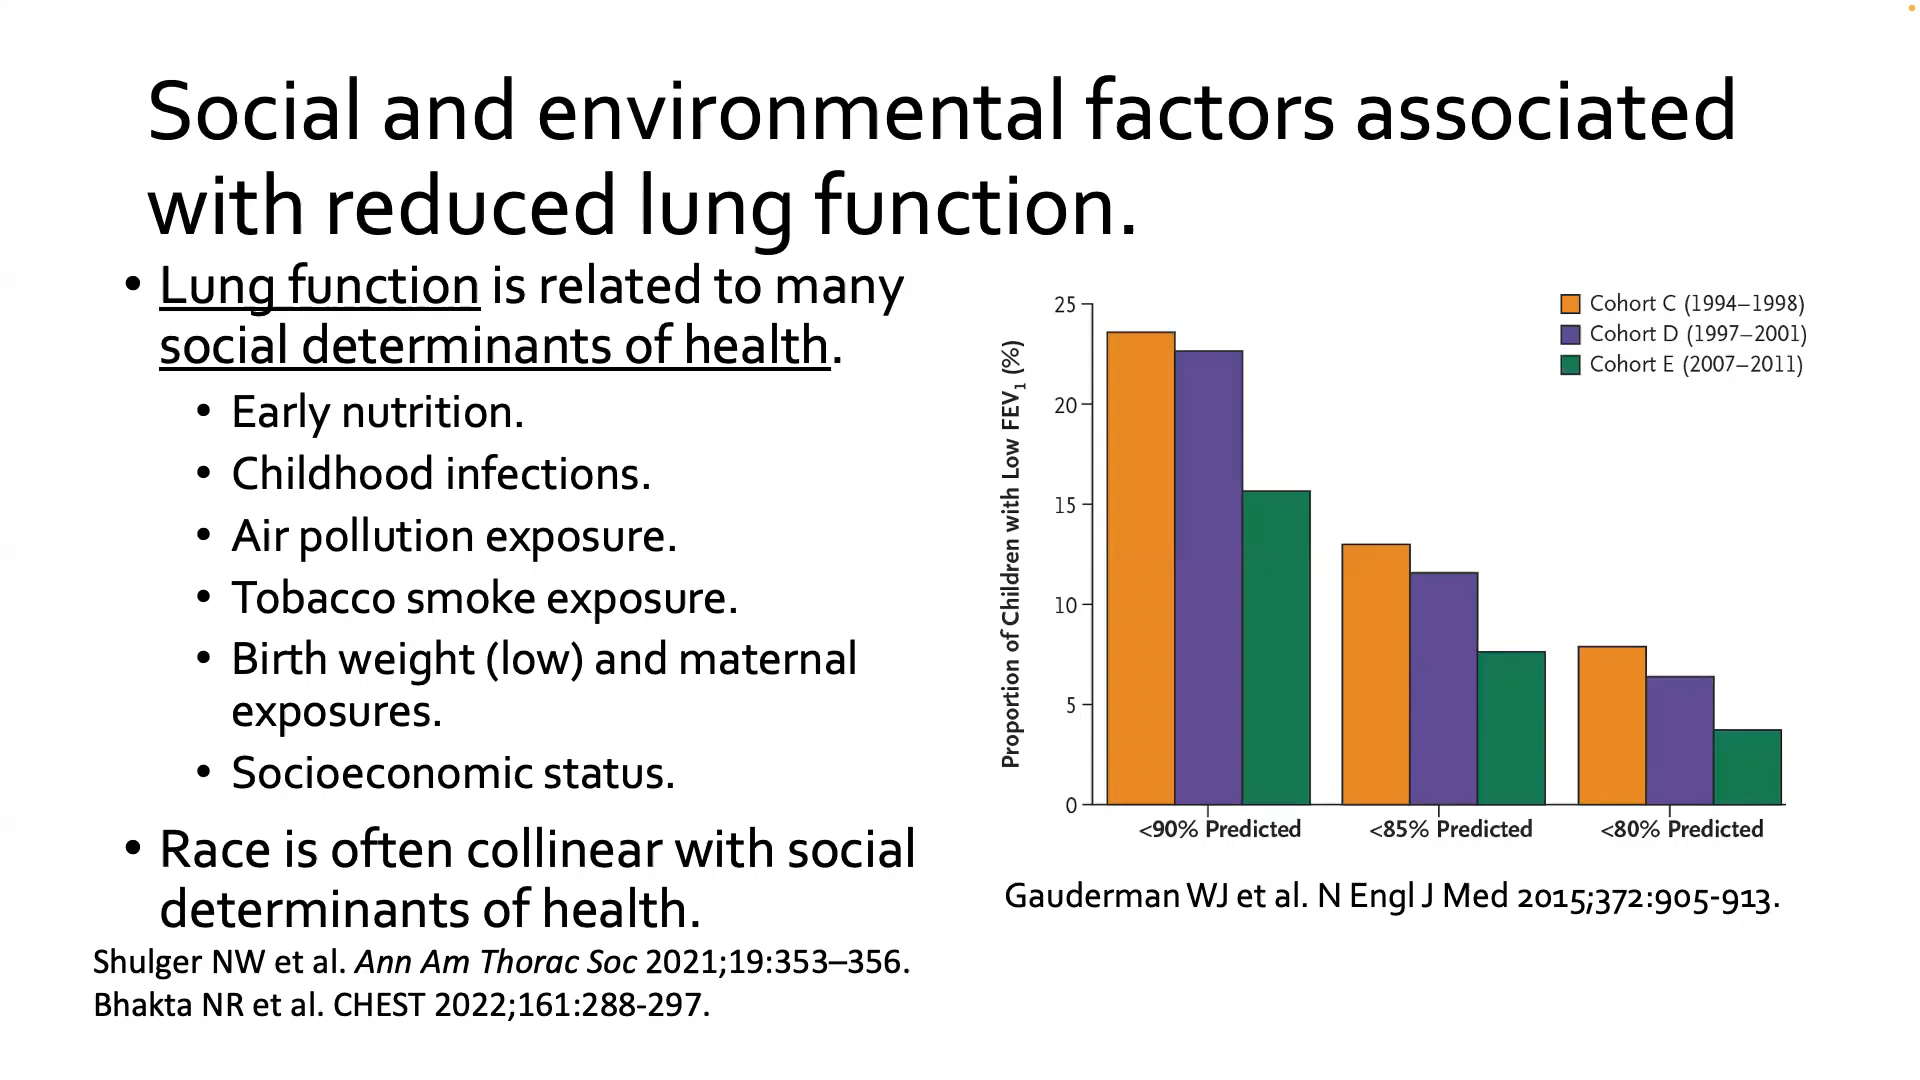 Social and environmental factors associated
with reduced lung function.
• Lung function is related to many
social determinants of health.
• Early nutrition.
• Childhood infections.
• Air pollution exposure.
• Tobacco smoke exposure.
• Birth weight (low) and maternal
exposures.
• Socioeconomic status.
• Race is often collinear with social
determinants of health.
Shulger NW et al. Ann Am Thorac Soc 2021;19:353–356.
Bhakta NR et al. CHEST 2022;161:288-297.
Proportion of Children with Low FEV₁ (%)
25
20
15
10
5
0
Cohort C (1994–1998)
Cohort D (1997–2001)
Cohort E (2007–2011)
<90% Predicted
<85% Predicted
<80% Predicted
Gauderman WJ et al. N Engl J Med 2015;372:905-913.